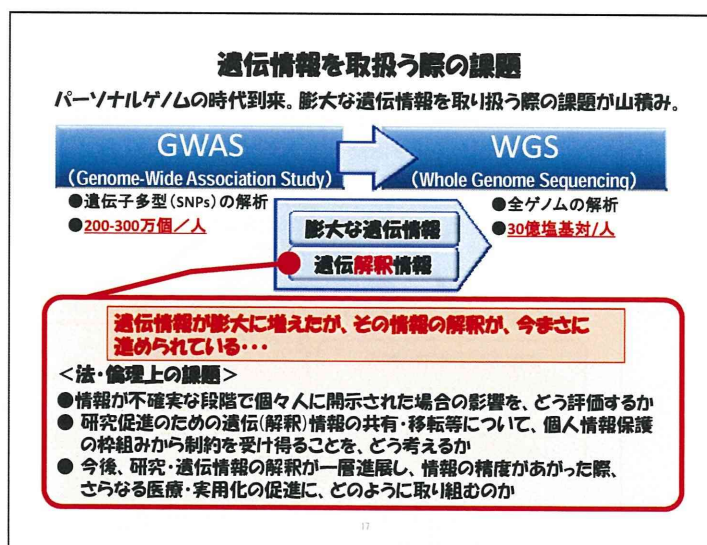 遺伝情報を取扱う際の課題
パーソナルゲノムの時代到来。膨大な遺伝情報を取り扱う際の課題が山積み。
GWAS
(Genome-Wide Association Study)
WGS
(Whole Genome Sequencing)
●遺伝子多型(SNPs)の解析
●200-300万個/人
●全ゲノムの解析
●30億塩基対/人
膨大な遺伝情報
遺伝解釈情報
遺伝情報が膨大に増えたが、その情報の解釈が、今まさに
進められている・・・
<法・倫理上の課題>
●情報が不確実な段階で個々人に開示された場合の影響を、どう評価するか
● 研究促進のための遺伝(解釈)情報の共有・移転等について、個人情報保護
の枠組みから制約を受け得ることを、どう考えるか
● 今後、研究・遺伝情報の解釈が一層進展し、情報の精度があがった際、
さらなる医療・実用化の促進に、どのように取り組むのか
17